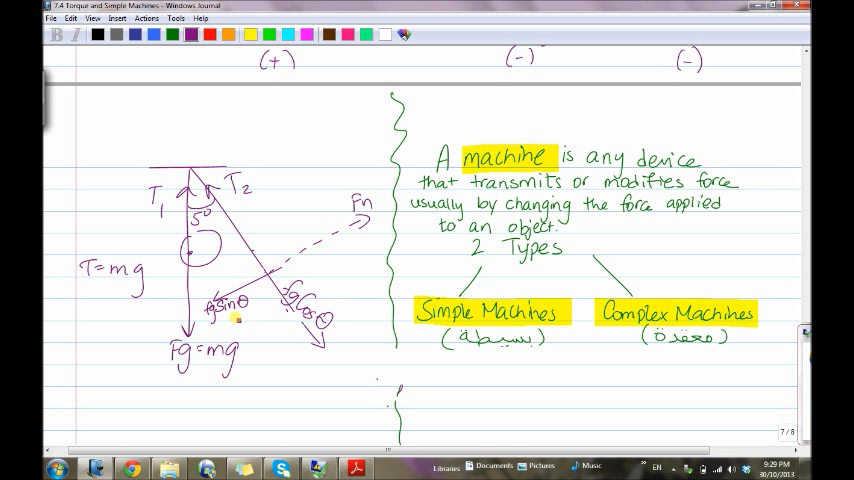 7.4 Torque and Simple Machines - Windows Journal
File Edit View Insert Actions Tools Help
B I
(+) (-) (-)
T1
T2
5°
Fn
T=mg
fg Sin θ
fg Cos θ
Fg=mg
A machine is any device
that transmits or modifies force
usually by changing the force applied
to an object.
2 Types
Simple Machines
(بسيطة)
Complex Machines
(معقدة)
7 / 8
Libraries Documents Pictures Music » EN 9:29 PM
30/10/2013